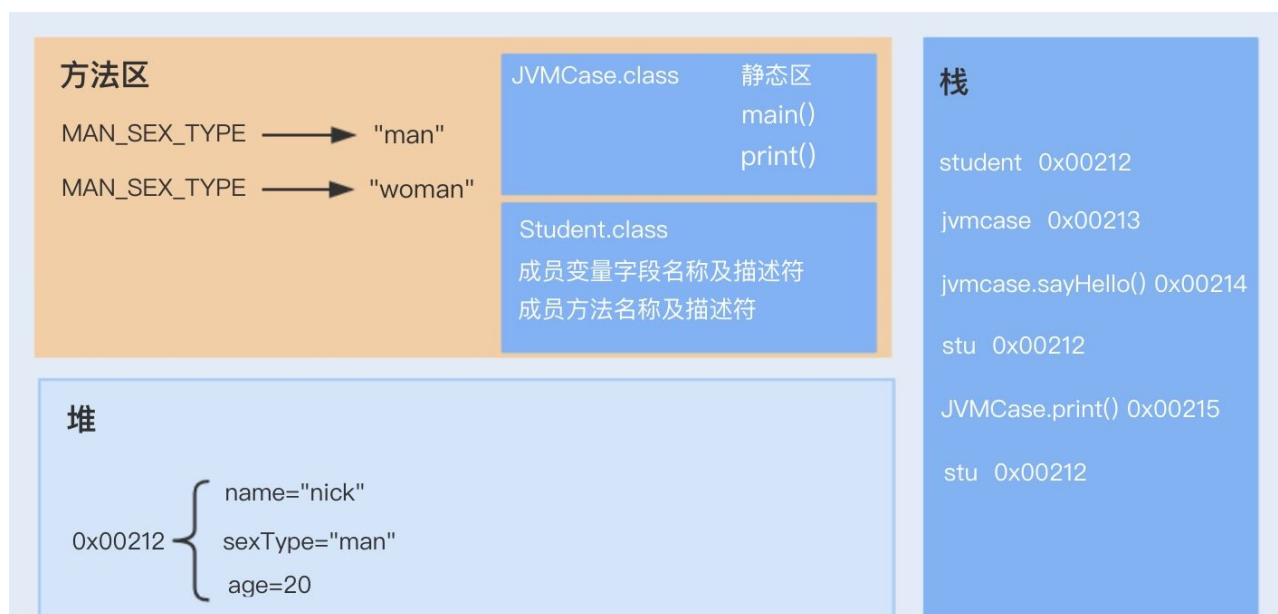 方法区
MAN_SEX_TYPE "man"
MAN_SEX_TYPE "woman"
JVMCase.class 静态区
main()
print()
Student.class
成员变量字段名称及描述符
成员方法名称及描述符
堆
0x00212
name="nick"
sexType="man"
age=20
栈
student 0x00212
jvmcase 0x00213
jvmcase.sayHello() 0x00214
stu 0x00212
JVMCase.print() 0x00215
stu 0x00212